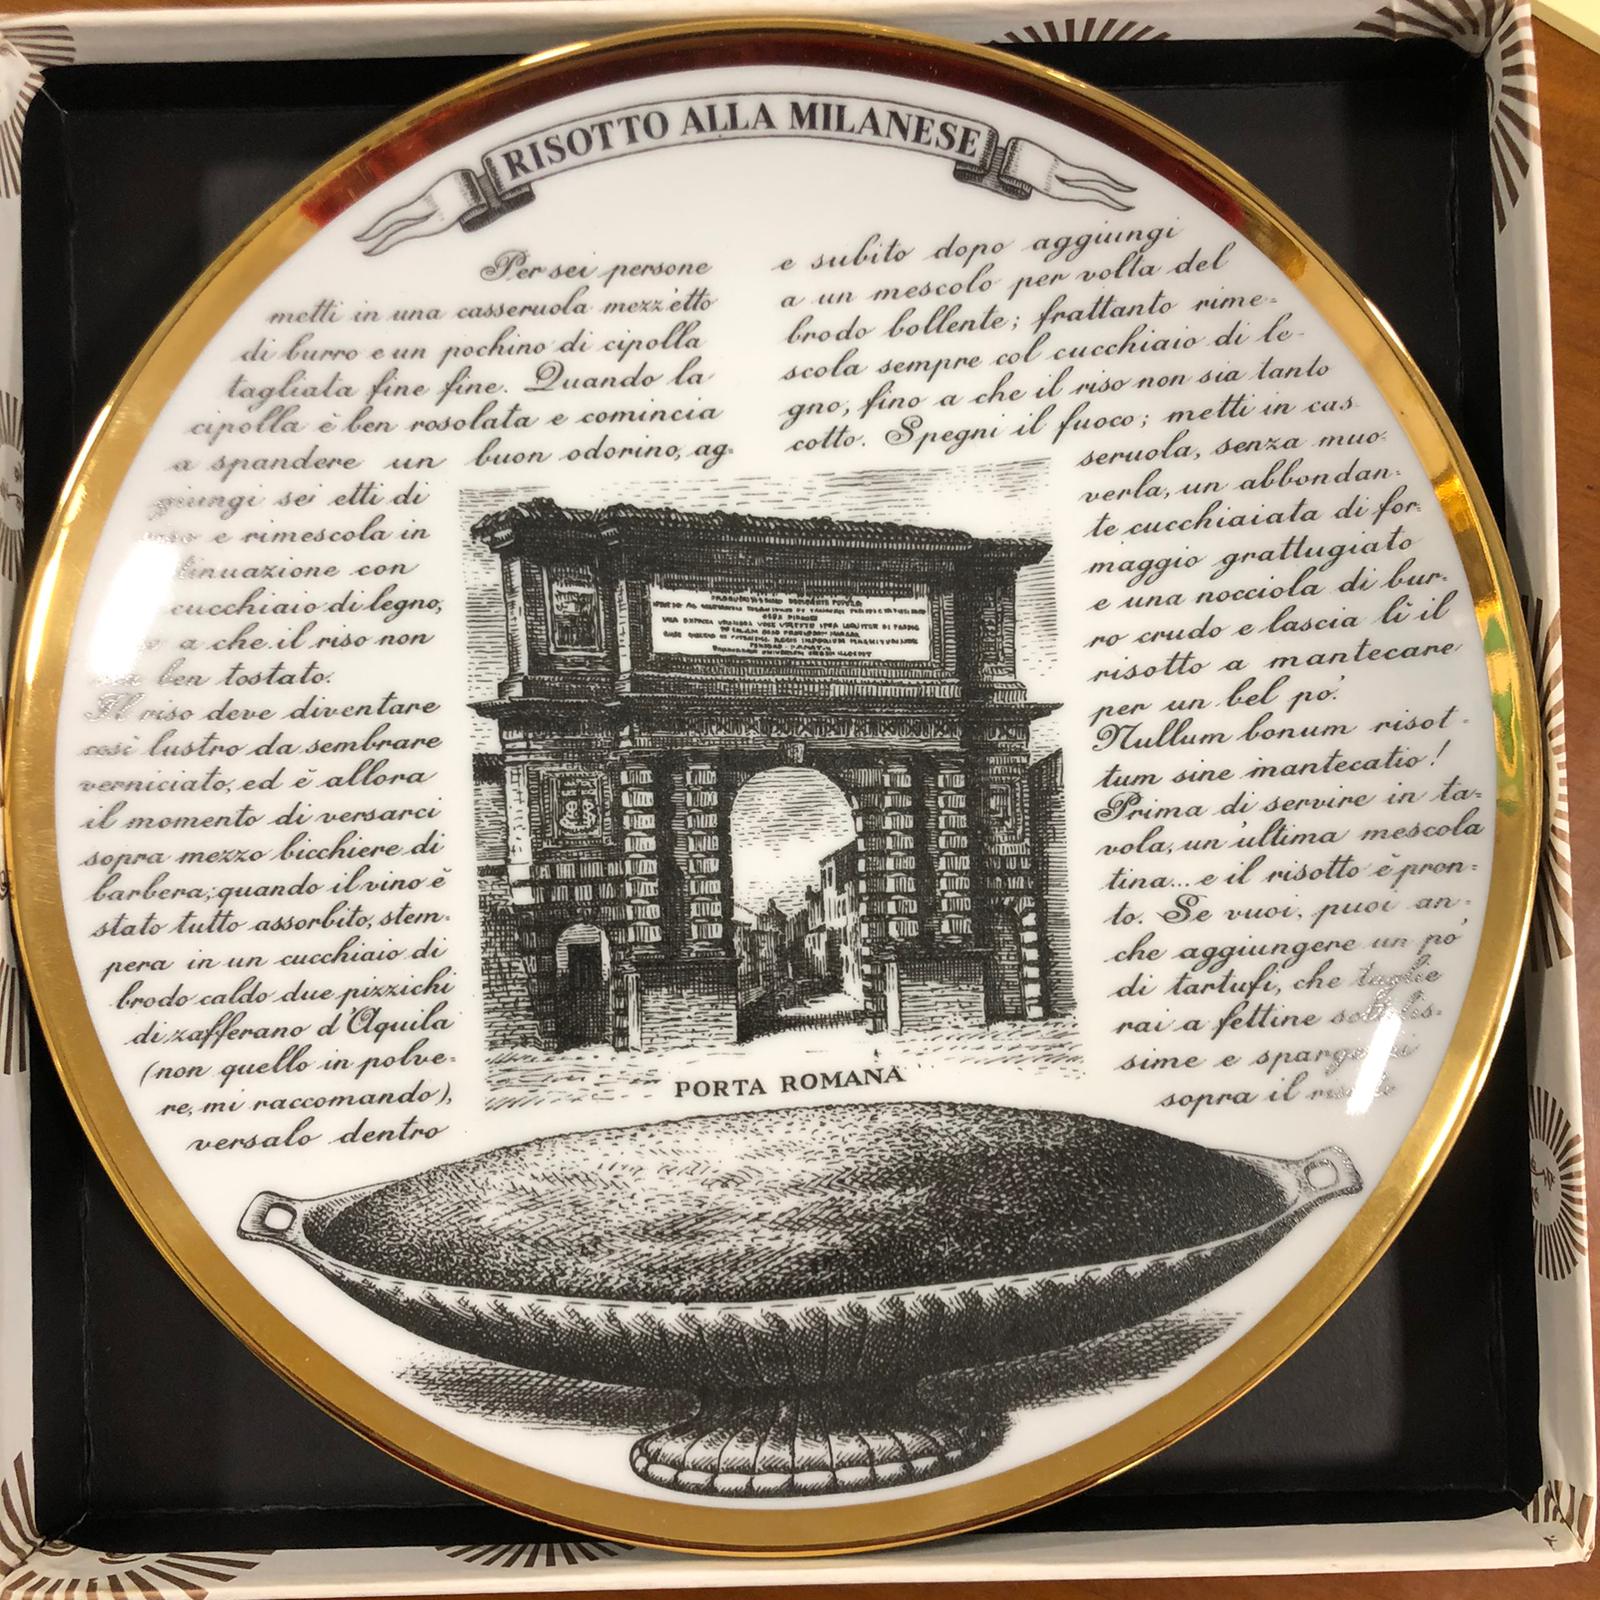 RISOTTO ALLA MILANESE
Per sei persone
metti in una casseruola mezz'etto
di burro e un pochino di cipolla
tagliata fine fine. Quando la
cipolla è ben rosolata e comincia
a spandere un buon odorino, ag-
giungi sei etti di
e rimescola in
con
cucchiaio di legno,
a che il riso non
ben tostato.
Il riso deve diventare
così lustro da sembrare
verniciato, ed è allora
il momento di versarci
sopra mezzo bicchiere di
barbera; quando il vino è
stato tutto assorbito, stem-
pera in un cucchiaio di
brodo caldo due pizzichi
di zafferano d'Aquila
(non quello in polve-
re, mi raccomando),
versalo dentro
e subito dopo aggiungi
a un mescolo per volta del
brodo bollente; frattanto rime-
scola sempre col cucchiaio di le-
gno, fino a che il riso non sia tanto
cotto. Spegni il fuoco; metti in cas-
seruola, senza muo-
verla, un abbondan-
te cucchiaiata di for-
maggio grattugiato
e una nocciola di bur-
ro crudo e lascia lì il
risotto a mantecare
per un bel po'.
Nullum bonum risot-
tum sine mantecatio!
Prima di servire in ta-
vola, un'ultima mescola
tina... e il risotto è pron-
to. Se vuoi, puoi an-
che aggiungere un po'
di tartufi, che taglie
rai a fettine
sime e
sopra il
PORTA ROMANA